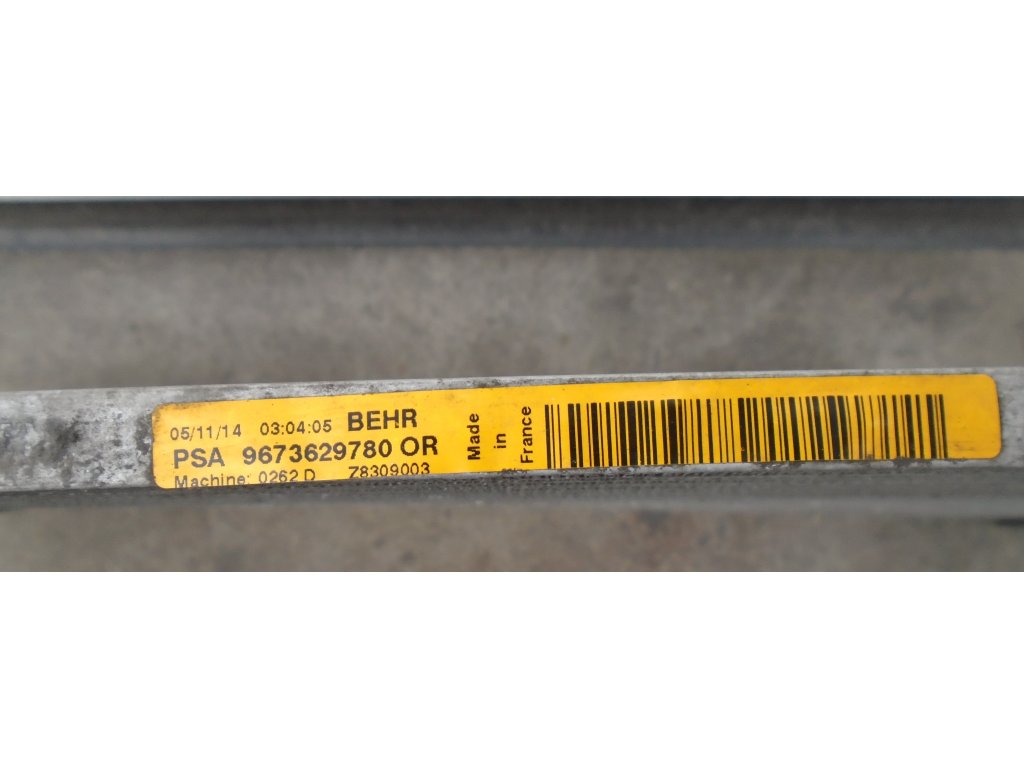 05/11/14 03:04:05 BEHR
PSA 9673629780 OR
Machine: 0262 D Z8309003
Made
in
France